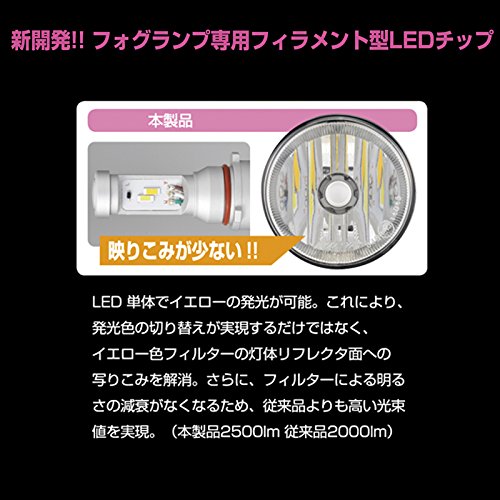 新開発!! フォグランプ専用フィラメント型LEDチップ
本製品
映りこみが少ない!!
LED 単体でイエローの発光が可能。これにより、
発光色の切り替えが実現するだけではなく、
イエロー色フィルターの灯体リフレクタ面への
写りこみを解消。さらに、フィルターによる明る
さの減衰がなくなるため、従来品よりも高い光束
値を実現。（本製品2500lm 従来品2000lm）